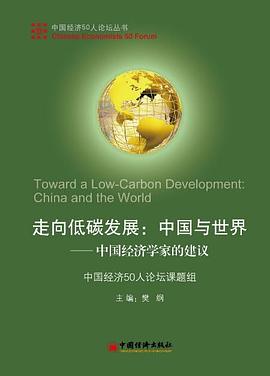 中国经济50人论坛丛书
Chinese Economists 50 Forum
Toward a Low-Carbon Development:
China and the World
走向低碳发展：中国与世界
——中国经济学家的建议
中国经济50人论坛课题组
主编：樊纲
中国经济出版社